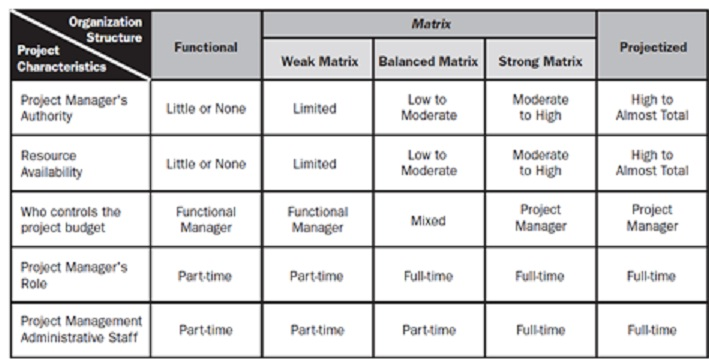 Organization
Structure
Project
Characteristics
Functional
Matrix
Weak Matrix
Balanced Matrix
Strong Matrix
Projectized
Project Manager's
Authority
Little or None
Limited
Low to
Moderate
Moderate
to High
High to
Almost Total
Resource
Availability
Little or None
Limited
Low to
Moderate
Moderate
to High
High to
Almost Total
Who controls the
project budget
Functional
Manager
Functional
Manager
Mixed
Project
Manager
Project
Manager
Project Manager's
Role
Part-time
Part-time
Full-time
Full-time
Full-time
Project Management
Administrative Staff
Part-time
Part-time
Part-time
Full-time
Full-time